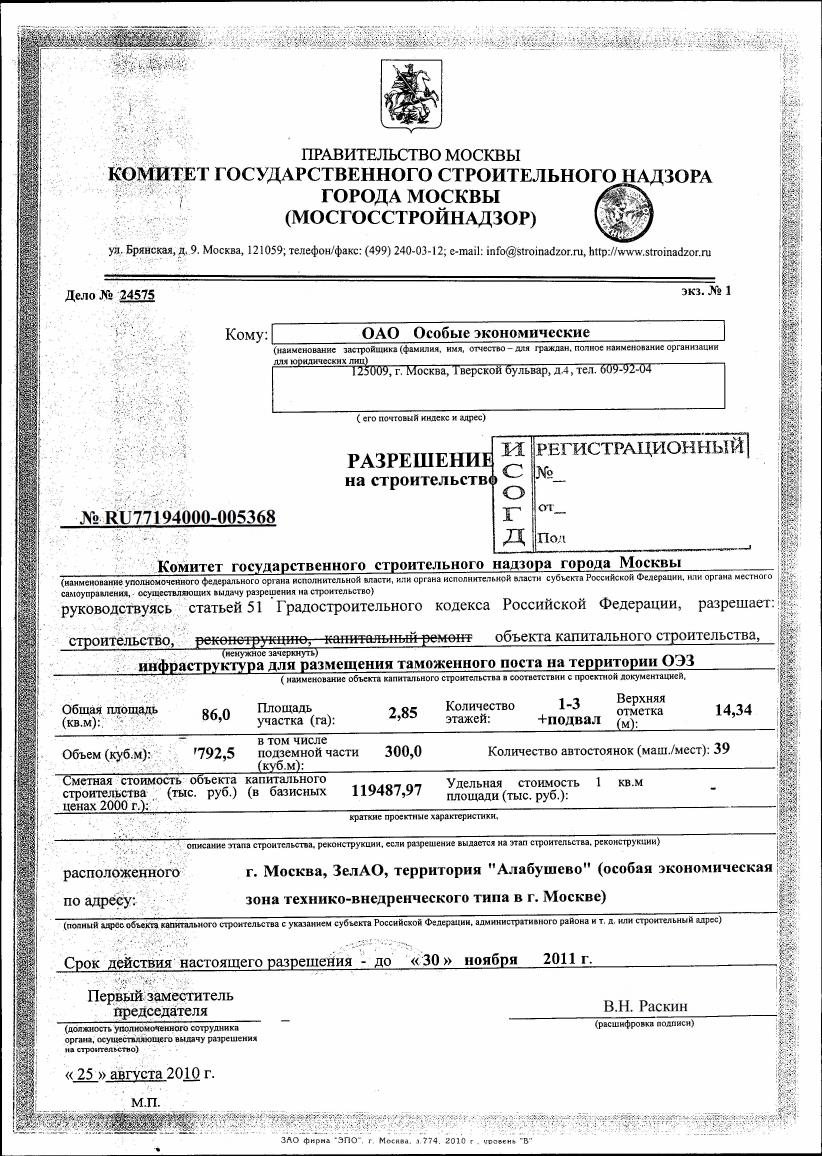 ПРАВИТЕЛЬСТВО МОСКВЫ
КОМИТЕТ ГОСУДАРСТВЕННОГО СТРОИТЕЛЬНОГО НАДЗОРА
ГОРОДА МОСКВЫ
(МОСГОССТРОЙНАДЗОР)
ул. Брянская, д. 9. Москва, 121059; телефон/факс: (499) 240-03-12; e-mail: info@stroinadzor.ru, http://www.stroinadzor.ru
Дело № 24575
экз. № 1
Кому:
ОАО Особые экономические
(наименование застройщика (фамилия, имя, отчество – для граждан, полное наименование организации
для юридических лиц)
125009, г. Москва, Тверской бульвар, д.4, тел. 609-92-04
( его почтовый индекс и адрес)
РАЗРЕШЕНИЕ
на строительство
ИСОГД
РЕГИСТРАЦИОННЫЙ
№
от
Под
№ RU77194000-005368
Комитет государственного строительного надзора города Москвы
(наименование уполномоченного федерального органа исполнительной власти, или органа исполнительной власти субъекта Российской Федерации, или органа местного
самоуправления, осуществляющих выдачу разрешения на строительство)
руководствуясь статьей 51 Градостроительного кодекса Российской Федерации, разрешает:
строительство, реконструкцию, капитальный ремонт объекта капитального строительства,
(ненужное зачеркнуть)
инфраструктура для размещения таможенного поста на территории ОЭЗ
( наименование объекта капитального строительства в соответствии с проектной документацией,
Общая площадь (кв.м): 86,0 Площадь участка (га): 2,85 Количество этажей: 1-3 +подвал Верхняя отметка (м): 14,34
Объем (куб.м): 792,5 в том числе подземной части (куб.м): 300,0 Количество автостоянок (маш./мест): 39
Сметная стоимость объекта капитального строительства (тыс. руб.) (в базисных ценах 2000 г.): 119487,97 Удельная стоимость 1 кв.м площади (тыс. руб.): -
краткие проектные характеристики,
описание этапа строительства, реконструкции, если разрешение выдается на этап строительства, реконструкции)
расположенного г. Москва, ЗелАО, территория "Алабушево" (особая экономическая
по адресу: зона технико-внедренческого типа в г. Москве)
(полный адрес объекта капитального строительства с указанием субъекта Российской Федерации, административного района и т. д. или строительный адрес)
Срок действия настоящего разрешения - до «30» ноября 2011 г.
Первый заместитель
председателя
В.Н. Раскин
(должность уполномоченного сотрудника
органа, осуществляющего выдачу разрешения
на строительство)
(расшифровка подписи)
« 25 » августа 2010 г.
М.П.
ЗАО фирма "ЭПО", г. Москва, з.774, 2010 г., уровень "В"